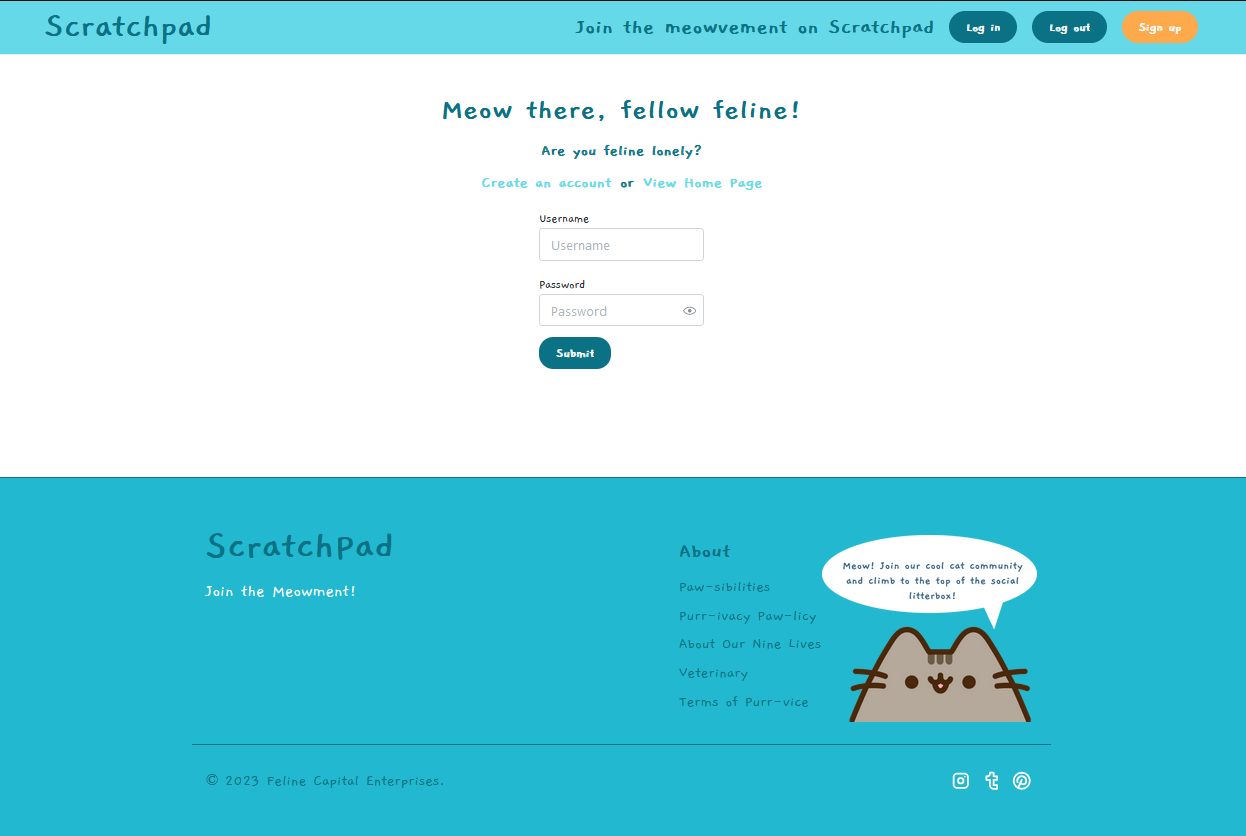 Scratchpad
Join the meowvement on Scratchpad
Log in
Log out
Sign up
Meow there, fellow feline!
Are you feline lonely?
Create an account or View Home Page
Username
Username
Password
Password
Submit
ScratchPad
Join the Meowment!
About
Paw-sibilities
Purr-ivacy Paw-licy
About Our Nine Lives
Veterinary
Terms of Purr-vice
Meow! Join our cool cat community
and climb to the top of the social
litterbox!
© 2023 Feline Capital Enterprises.